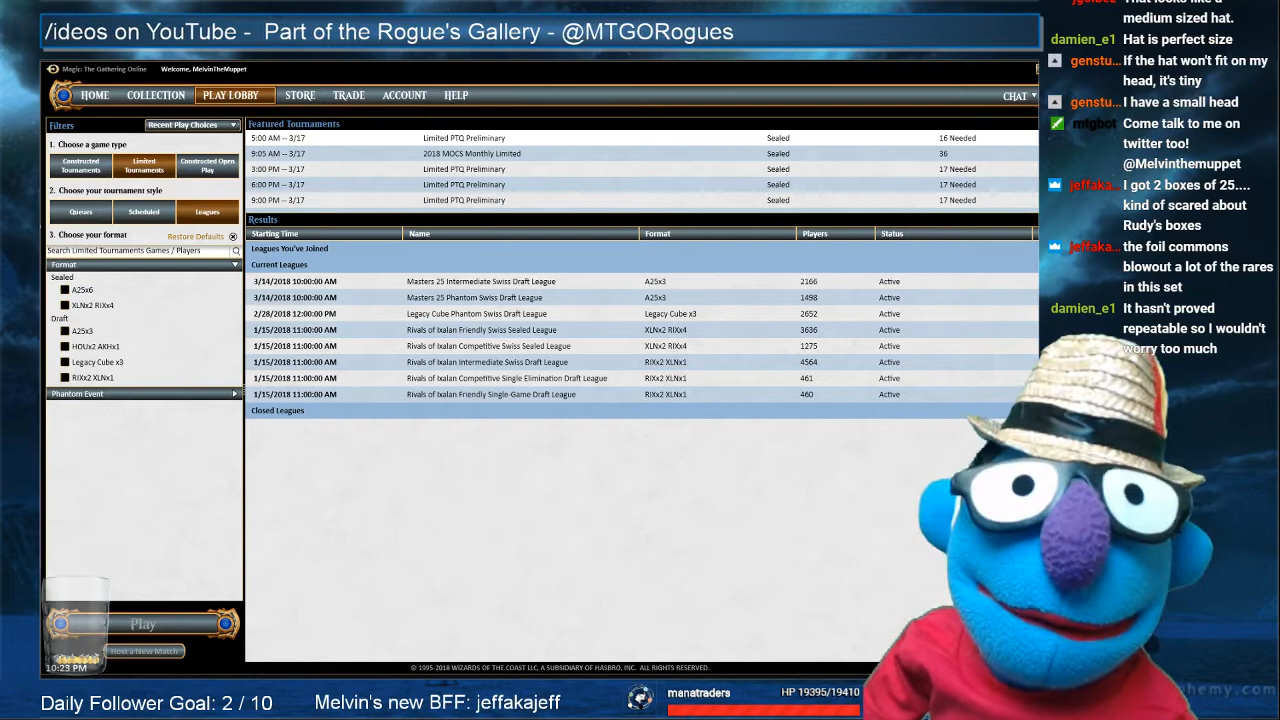 /ideos on YouTube - Part of the Rogue's Gallery - @MTGORogues
Magic: The Gathering Online Welcome, MelvinTheMuppet
HOME COLLECTION PLAY LOBBY STORE TRADE ACCOUNT HELP CHAT
Filters Recent Play Choices
1. Choose a game type
Constructed Tournaments Limited Tournaments Constructed Open Play
2. Choose your tournament style
Queues Scheduled Leagues
3. Choose your format Restore Defaults
Search Limited Tournaments Games / Players
Format
Sealed
A25x6
XLNx2 RIXx4
Draft
A25x3
HOUx2 AKHx1
Legacy Cube x3
RIXx2 XLNx1
Phantom Event
Play
Host a New Match
10:23 PM
Featured Tournaments
5:00 AM -- 3/17 Limited PTQ Preliminary Sealed 16 Needed
9:05 AM -- 3/17 2018 MOCS Monthly Limited Sealed 36
3:00 PM -- 3/17 Limited PTQ Preliminary Sealed 17 Needed
6:00 PM -- 3/17 Limited PTQ Preliminary Sealed 17 Needed
9:00 PM -- 3/17 Limited PTQ Preliminary Sealed 17 Needed
Results
Starting Time Name Format Players Status
Leagues You've Joined
Current Leagues
3/14/2018 10:00:00 AM Masters 25 Intermediate Swiss Draft League A25x3 2166 Active
3/14/2018 10:00:00 AM Masters 25 Phantom Swiss Draft League A25x3 1498 Active
2/28/2018 12:00:00 PM Legacy Cube Phantom Swiss Draft League Legacy Cube x3 2652 Active
1/15/2018 11:00:00 AM Rivals of Ixalan Friendly Swiss Sealed League XLNx2 RIXx4 3636 Active
1/15/2018 11:00:00 AM Rivals of Ixalan Competitive Swiss Sealed League XLNx2 RIXx4 1275 Active
1/15/2018 11:00:00 AM Rivals of Ixalan Intermediate Swiss Draft League RIXx2 XLNx1 4564 Active
1/15/2018 11:00:00 AM Rivals of Ixalan Competitive Single Elimination Draft League RIXx2 XLNx1 461 Active
1/15/2018 11:00:00 AM Rivals of Ixalan Friendly Single-Game Draft League RIXx2 XLNx1 460 Active
Closed Leagues
© 1995-2018 WIZARDS OF THE COAST LLC, A SUBSIDIARY OF HASBRO, INC. ALL RIGHTS RESERVED.
That looks like a
medium sized hat.
damien_e1 Hat is perfect size
genstu... If the hat won't fit on my
head, it's tiny
genstu... I have a small head
mtgbot Come talk to me on
twitter too!
@Melvinthemuppet
jeffaka... I got 2 boxes of 25....
kind of scared about
Rudy's boxes
jeffaka... the foil commons
blowout a lot of the rares
in this set
damien_e1 It hasn't proved
repeatable so I wouldn't
worry too much
Daily Follower Goal: 2 / 10 Melvin's new BFF: jeffakajeff
manatraders HP 19395/19410